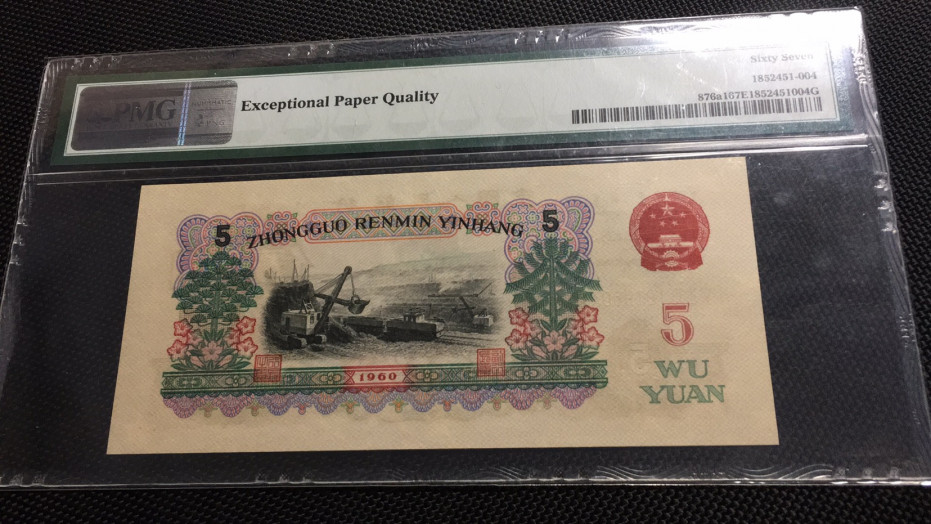 PMG
Exceptional Paper Quality
Sixty Seven
1852451-004
876a167E1852451004G
5 ZHONGGUO RENMIN YINHANG 5
5
WU
YUAN
1960